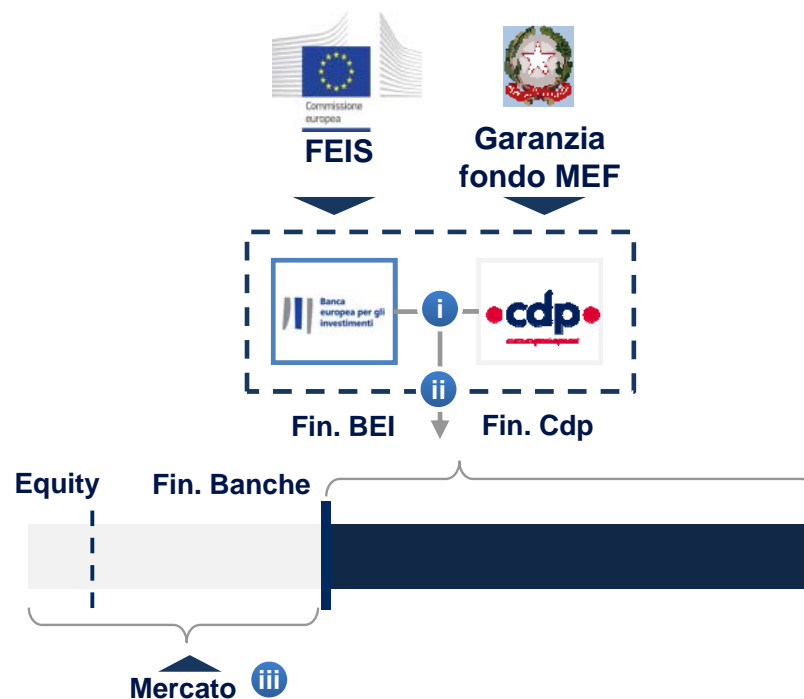 Commissione
europea
FEIS
Garanzia
fondo MEF
Banca
europea per gli
investimenti
i
cdp
ii
Fin. BEI
Fin. Cdp
Equity
Fin. Banche
Mercato
iii